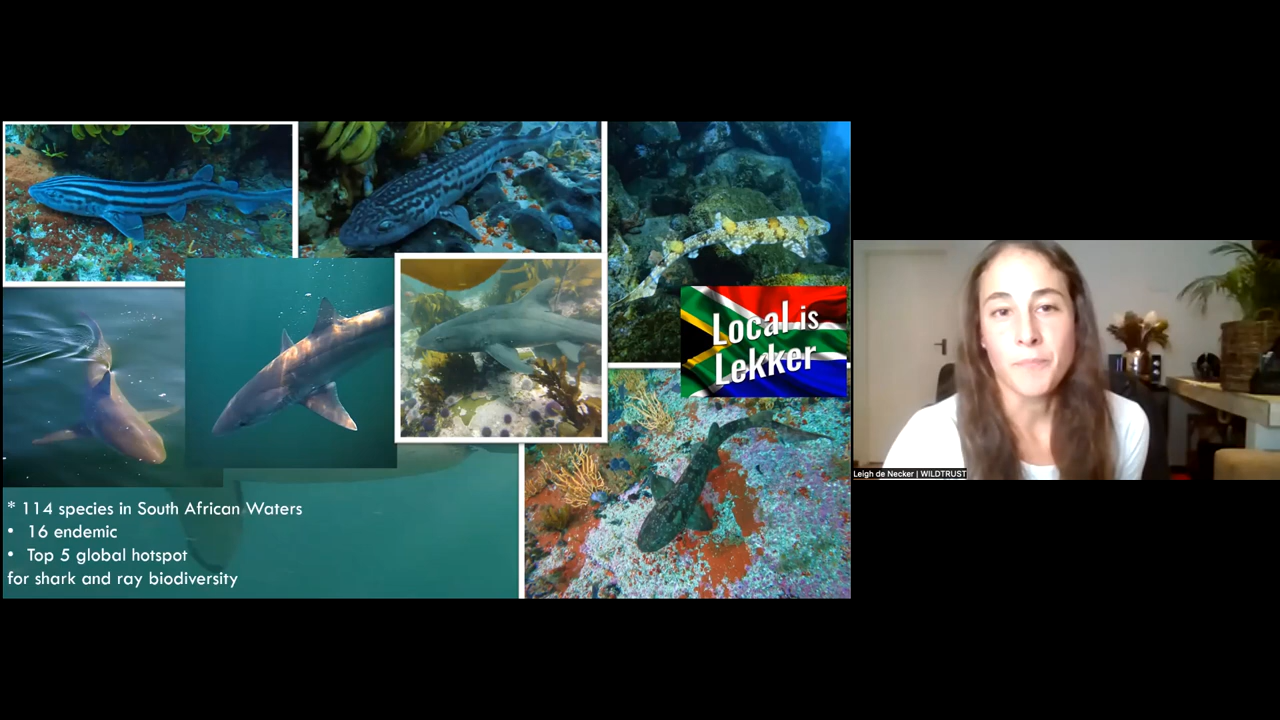 Local is
Lekker
* 114 species in South African Waters
• 16 endemic
• Top 5 global hotspot
for shark and ray biodiversity
Leigh de Necker | WILDTRUST